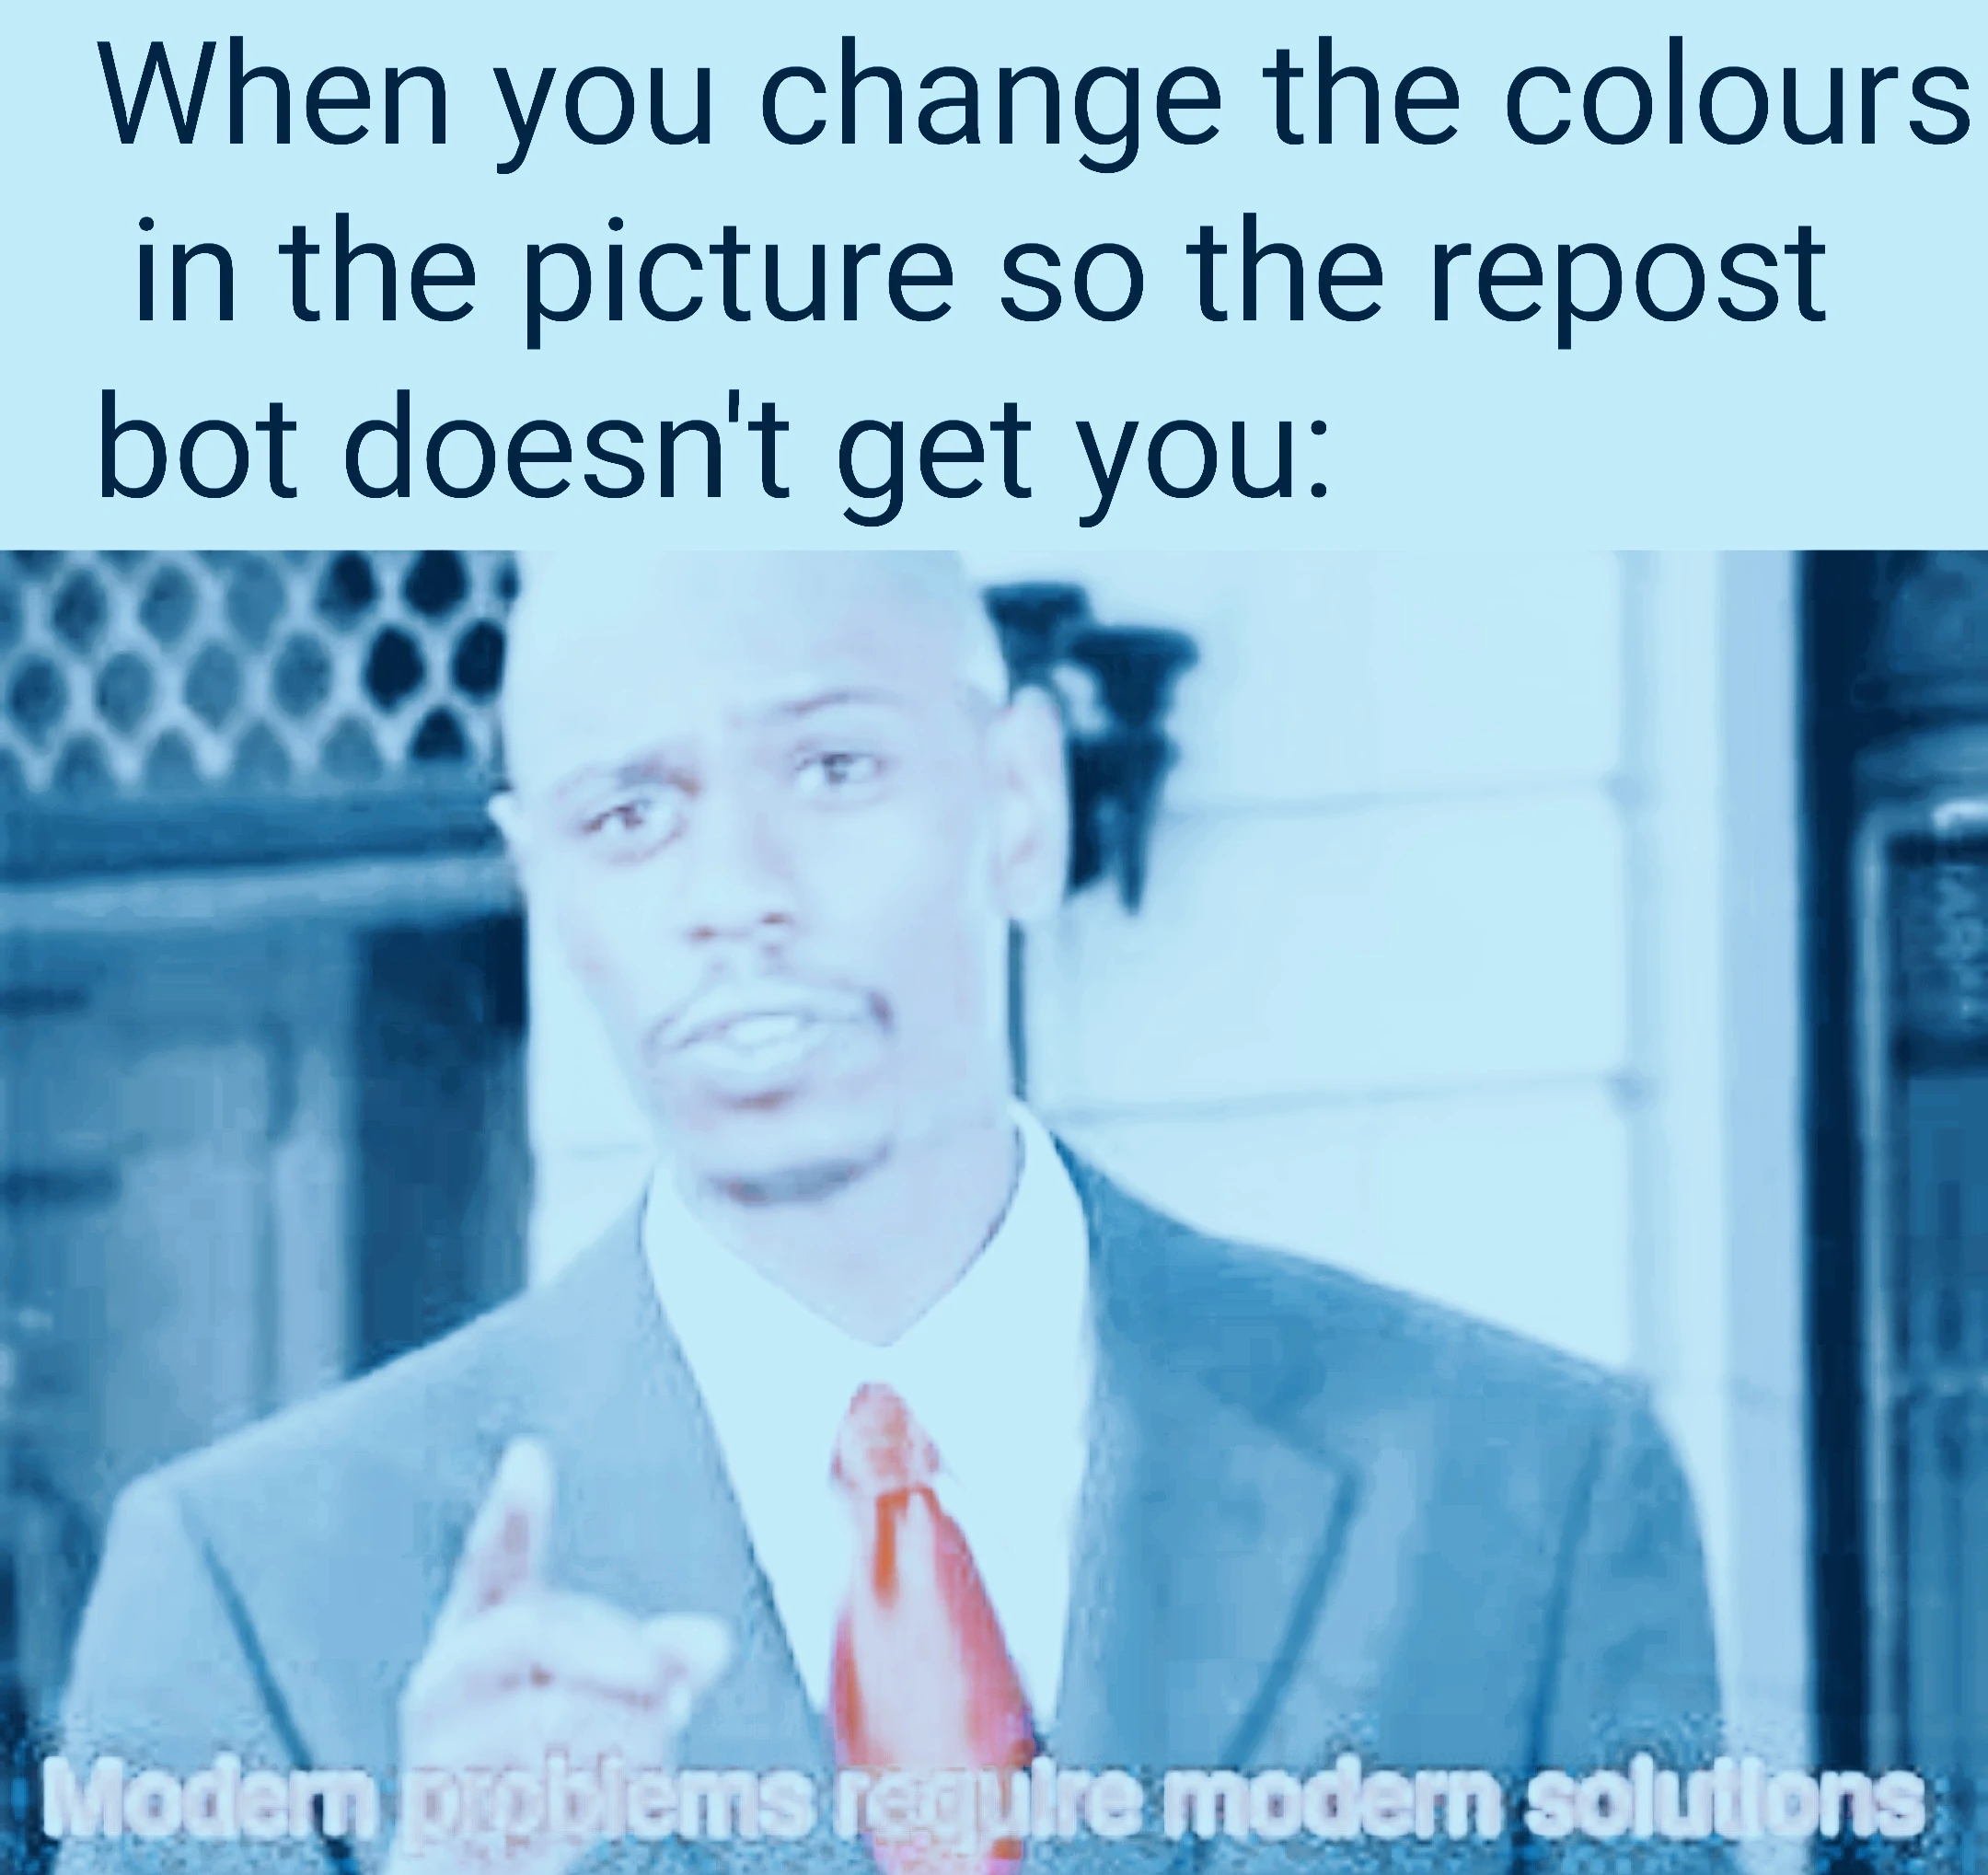 When you change the colours
in the picture so the repost
bot doesn't get you:
Modern problems require modern solutions